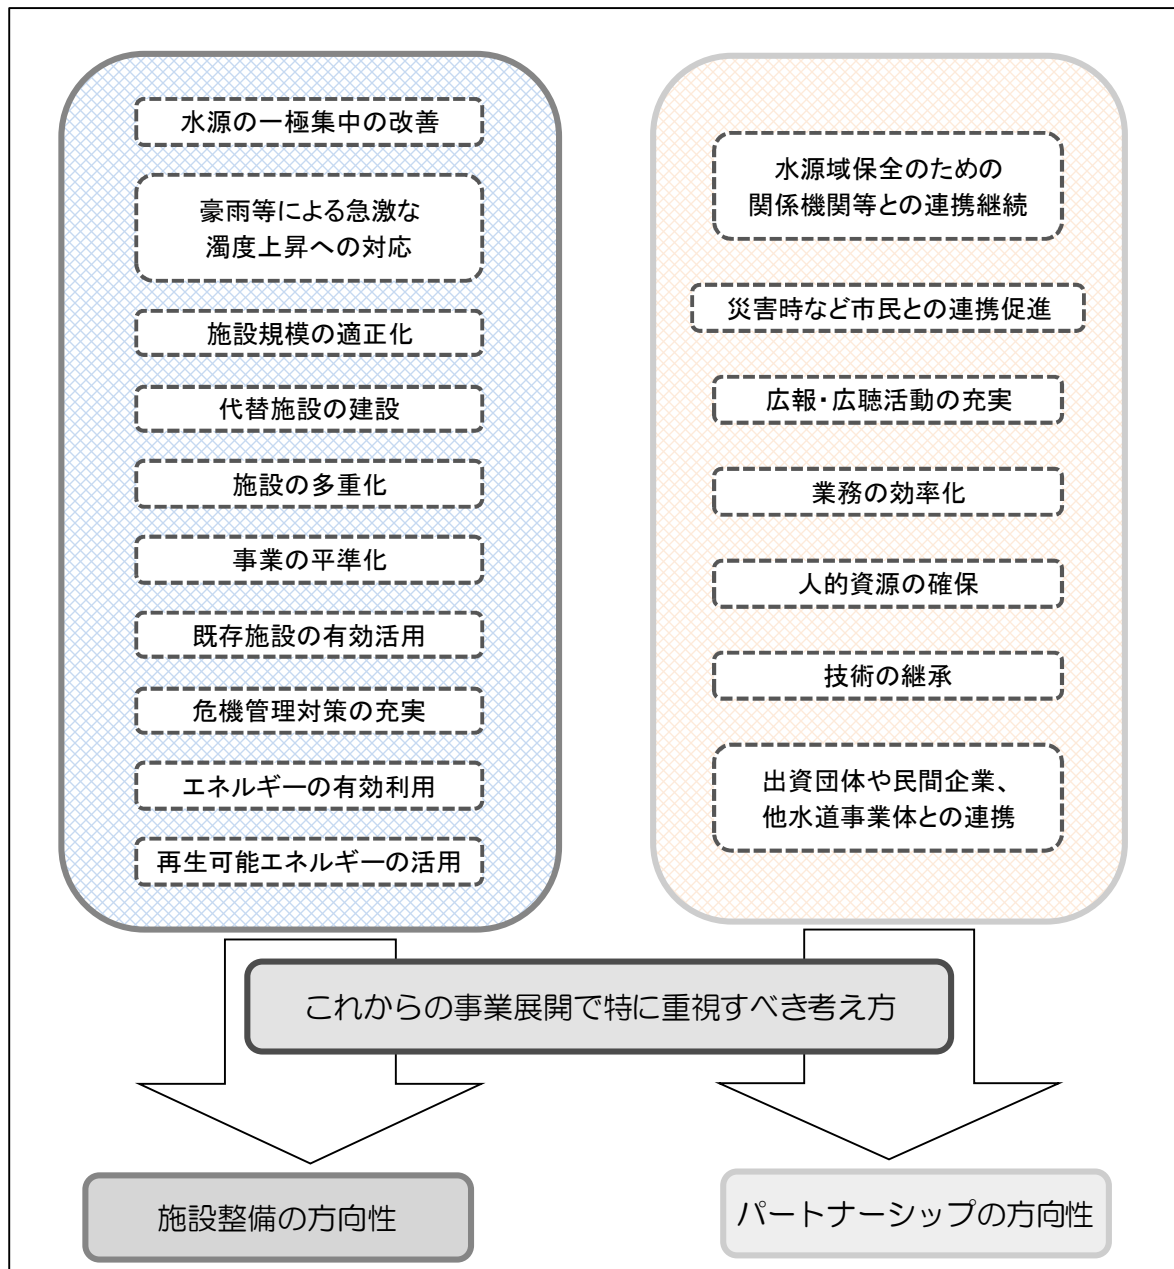 水源の一極集中の改善
豪雨等による急激な
濁度上昇への対応
施設規模の適正化
代替施設の建設
施設の多重化
事業の平準化
既存施設の有効活用
危機管理対策の充実
エネルギーの有効利用
再生可能エネルギーの活用
水源域保全のための
関係機関等との連携継続
災害時など市民との連携促進
広報・広聴活動の充実
業務の効率化
人的資源の確保
技術の継承
出資団体や民間企業、
他水道事業体との連携
これからの事業展開で特に重視すべき考え方
施設整備の方向性
パートナーシップの方向性